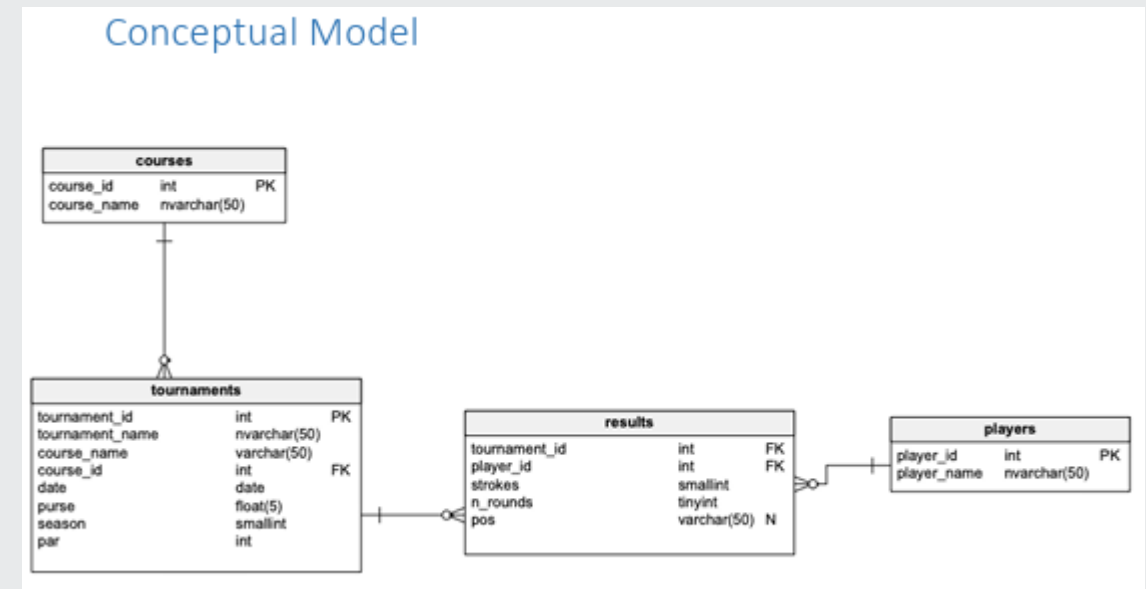 Conceptual Model
courses
course_id int PK
course_name nvarchar(50)
tournaments
tournament_id int PK
tournament_name nvarchar(50)
course_name varchar(50)
course_id int FK
date date
purse float(5)
season smallint
par int
results
tournament_id int FK
player_id int FK
strokes smallint
n_rounds tinyint
pos varchar(50) N
players
player_id int PK
player_name nvarchar(50)